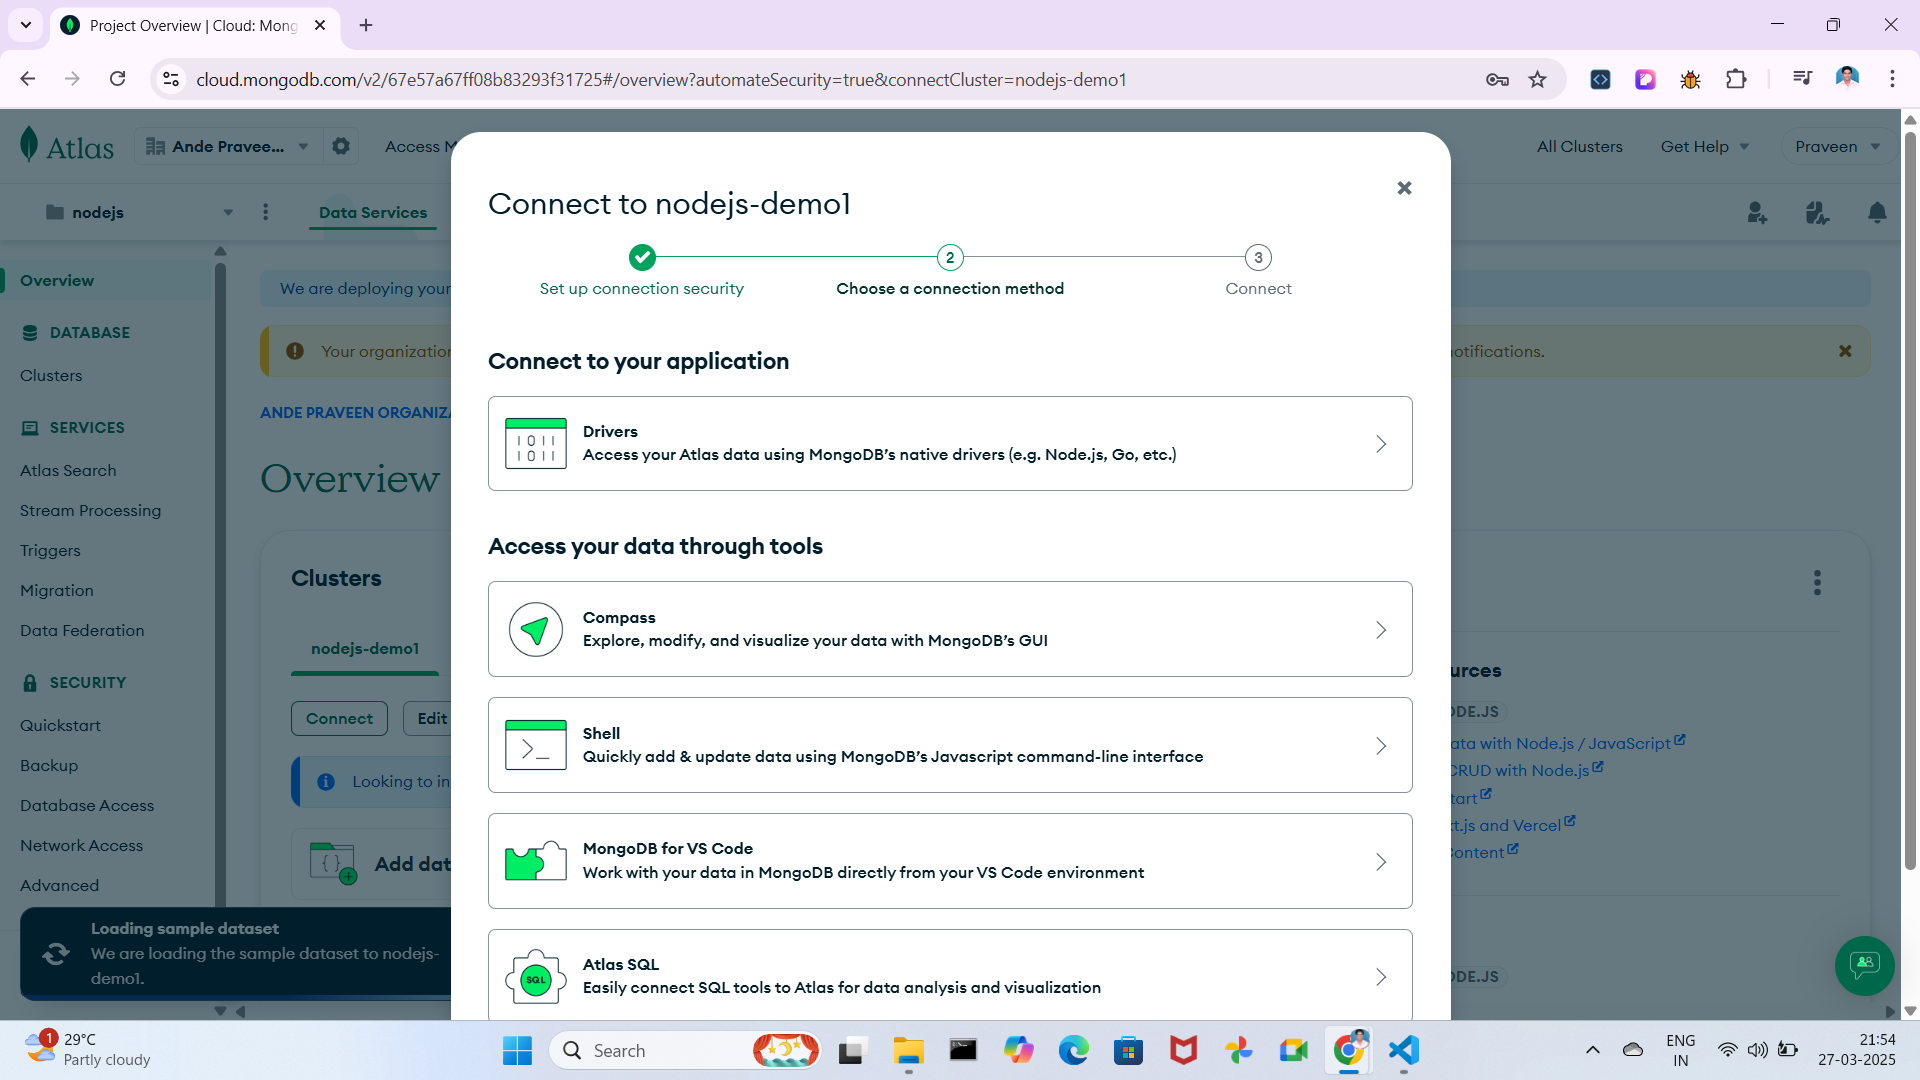 Project Overview | Cloud: Mong
cloud.mongodb.com/v2/67e57a67ff08b83293f31725#/overview?automateSecurity=true&connectCluster=nodejs-demo1
Atlas
Ande Pravee...
Access M
All Clusters
Get Help
Praveen
nodejs
Data Services
Overview
DATABASE
Clusters
SERVICES
Atlas Search
Stream Processing
Triggers
Migration
Data Federation
SECURITY
Quickstart
Backup
Database Access
Network Access
Advanced
Loading sample dataset
We are loading the sample dataset to nodejs-
demo1.
We are deploying your
Your organization
otifications.
ANDE PRAVEEN ORGANIZA
Overview
Clusters
nodejs-demo1
Connect
Edit
Looking to in
Add dat
Connect to nodejs-demo1
2
3
Set up connection security
Choose a connection method
Connect
Connect to your application
1011
1011
Drivers
Access your Atlas data using MongoDB’s native drivers (e.g. Node.js, Go, etc.)
Access your data through tools
Compass
Explore, modify, and visualize your data with MongoDB’s GUI
Shell
Quickly add & update data using MongoDB’s Javascript command-line interface
MongoDB for VS Code
Work with your data in MongoDB directly from your VS Code environment
SQL
Atlas SQL
Easily connect SQL tools to Atlas for data analysis and visualization
urces
ODE.JS
ata with Node.js / JavaScript
CRUD with Node.js
tart
t.js and Vercel
Content
ODE.JS
1
29°C
Partly cloudy
Search
ENG
IN
21:54
27-03-2025